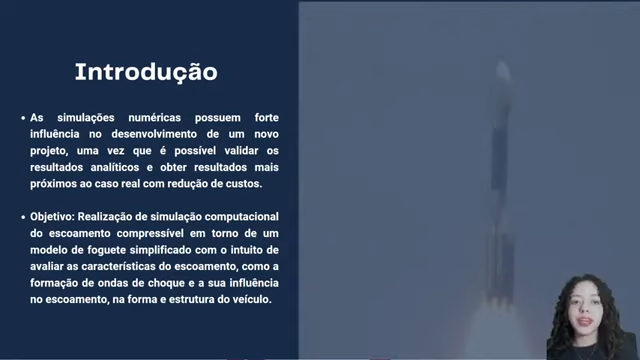 Introdução
• As simulações numéricas possuem forte
influência no desenvolvimento de um novo
projeto, uma vez que é possível validar os
resultados analíticos e obter resultados mais
próximos ao caso real com redução de custos.
• Objetivo: Realização de simulação computacional
do escoamento compressível em torno de um
modelo de foguete simplificado com o intuito de
avaliar as características do escoamento, como a
formação de ondas de choque e a sua influência
no escoamento, na forma e estrutura do veículo.